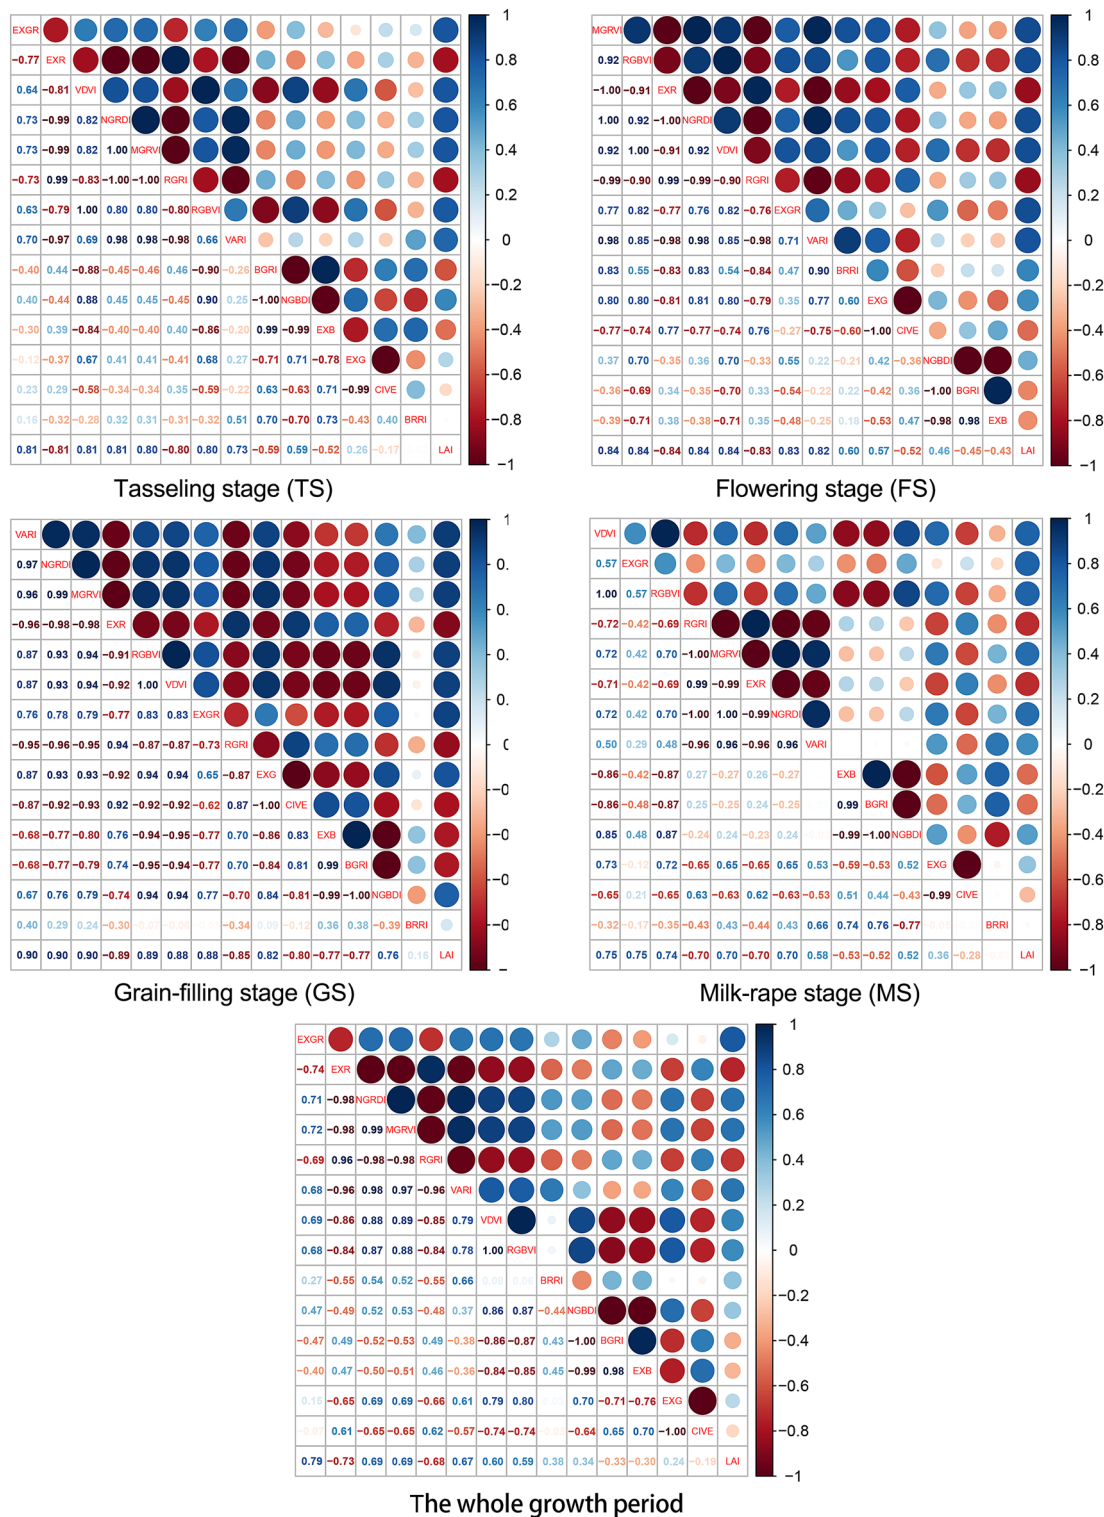 EXGR
−0.77 EXR
0.64 −0.81 VDVI
0.73 −0.99 0.82 NGRDI
0.73 −0.99 0.82 1.00 MGRVI
−0.73 0.99 −0.83 −1.00 −1.00 RGRI
0.63 −0.79 1.00 0.80 0.80 −0.80 RGBVI
0.70 −0.97 0.69 0.98 0.98 −0.98 0.66 VARI
−0.40 0.44 −0.88 −0.45 −0.46 0.46 −0.90 −0.26 BGRI
0.40 −0.44 0.88 0.45 0.45 −0.45 0.90 0.25 −1.00 NGBDI
−0.30 0.39 −0.84 −0.40 −0.40 0.40 −0.86 −0.20 0.99 −0.99 EXB
−0.12 −0.37 0.67 0.41 0.41 −0.41 0.68 0.27 −0.71 0.71 −0.78 EXG
0.23 0.29 −0.58 −0.34 −0.34 0.35 −0.59 −0.22 0.63 −0.63 0.71 −0.99 CIVE
0.16 −0.32 −0.28 0.32 0.31 −0.31 −0.32 0.51 0.70 −0.70 0.73 −0.43 0.40 BRRI
0.81 −0.81 0.81 0.80 0.80 −0.80 0.80 0.73 −0.59 0.59 −0.52 0.26 −0.17 LAI
1
0.8
0.6
0.4
0.2
0
−0.2
−0.4
−0.6
−0.8
−1
Tasseling stage (TS)
MGRVI
0.92 RGBVI
−1.00 −0.91 EXR
1.00 0.92 −1.00 NGRDI
0.92 1.00 −0.91 0.92 VDVI
−0.99 −0.90 0.99 −0.99 −0.90 RGRI
0.77 0.82 −0.77 0.76 0.82 −0.76 EXGR
0.98 0.85 −0.98 0.98 0.85 −0.98 0.71 VARI
0.83 0.55 −0.83 0.83 0.54 −0.84 0.47 0.90 BRRI
0.80 0.80 −0.81 0.81 0.80 −0.79 0.35 0.77 0.60 EXG
−0.77 −0.74 0.77 −0.77 −0.74 0.76 −0.27 −0.75 −0.60 −1.00 CIVE
0.37 0.70 −0.35 0.36 0.70 −0.33 0.55 0.22 −0.21 0.42 −0.36 NGBDI
−0.36 −0.69 0.34 −0.35 −0.70 0.33 −0.54 −0.22 0.22 −0.42 0.36 −1.00 BGRI
−0.39 −0.71 0.38 −0.38 −0.71 0.35 −0.48 −0.25 0.18 −0.53 0.47 −0.98 0.98 EXB
0.84 0.84 −0.84 0.84 0.84 −0.83 0.83 0.82 0.60 0.57 −0.52 0.46 −0.45 −0.43 LAI
1
0.8
0.6
0.4
0.2
0
−0.2
−0.4
−0.6
−0.8
−1
Flowering stage (FS)
VARI
0.97 NGRDI
0.96 0.99 MGRVI
−0.96 −0.98 −0.98 EXR
0.87 0.93 0.94 −0.91 RGBVI
0.87 0.93 0.94 −0.92 1.00 VDVI
0.76 0.78 0.79 −0.77 0.83 0.83 EXGR
−0.95 −0.96 −0.95 0.94 −0.87 −0.87 −0.73 RGRI
0.87 0.93 0.93 −0.92 0.94 0.94 0.65 −0.87 EXG
−0.87 −0.92 −0.93 0.92 −0.92 −0.92 −0.62 0.87 −1.00 CIVE
−0.68 −0.77 −0.80 0.76 −0.94 −0.95 −0.77 0.70 −0.86 0.83 EXB
−0.68 −0.77 −0.79 0.74 −0.95 −0.94 −0.77 0.70 −0.84 0.81 0.99 BGRI
0.67 0.76 0.79 −0.74 0.94 0.94 0.77 −0.70 0.84 −0.81 −0.99 −1.00 NGBDI
0.40 0.29 0.24 −0.30 −0.34 0.09 −0.12 0.36 0.38 −0.39 BRRI
0.90 0.90 0.90 −0.89 0.88 0.88 0.88 −0.85 0.82 −0.80 −0.77 −0.77 0.76 0.16 LAI
1
Grain-filling stage (GS)
VDVI
0.57 EXGR
1.00 0.57 RGBVI
−0.72 −0.42 −0.69 RGRI
0.72 0.42 0.70 −1.00 MGRVI
−0.71 −0.42 −0.69 0.99 −0.99 EXR
0.72 0.42 0.70 −1.00 1.00 −0.99 NGRDI
0.50 0.29 0.48 −0.96 0.96 −0.96 0.96 VARI
−0.86 −0.42 −0.87 0.27 −0.27 0.26 −0.27 EXB
−0.86 −0.48 −0.87 0.25 −0.25 0.24 −0.25 0.99 BGRI
0.85 0.48 0.87 −0.24 0.24 −0.23 0.24 −0.99 −1.00 NGBDI
0.73 −0.12 0.72 −0.65 0.65 −0.65 0.65 0.53 −0.59 −0.53 0.52 EXG
−0.65 0.21 −0.65 0.63 −0.63 0.62 −0.63 −0.53 0.51 0.44 −0.43 −0.99 CIVE
−0.32 −0.17 −0.35 −0.43 0.43 −0.44 0.43 0.66 0.74 0.76 −0.77 BRRI
0.75 0.75 0.74 −0.70 0.70 −0.70 0.70 0.58 −0.53 −0.52 0.52 0.36 −0.28 LAI
1
0.8
0.6
0.4
0.2
0
−0.2
−0.4
−0.6
−0.8
−1
Milk-rape stage (MS)
EXGR
−0.74 EXR
0.71 −0.98 NGRDI
0.72 −0.98 0.99 MGRVI
−0.69 0.96 −0.98 −0.98 RGRI
0.68 −0.96 0.98 0.97 −0.96 VARI
0.69 −0.86 0.88 0.89 −0.85 0.79 VDVI
0.68 −0.84 0.87 0.88 −0.84 0.78 1.00 RGBVI
0.27 −0.55 0.54 0.52 −0.55 0.66 BRRI
0.47 −0.49 0.52 0.53 −0.48 0.37 0.86 0.87 −0.44 NGBDI
−0.47 0.49 −0.52 −0.53 0.49 −0.38 −0.86 −0.87 0.43 −1.00 BGRI
−0.40 0.47 −0.50 −0.51 0.46 −0.36 −0.84 −0.85 0.45 −0.99 0.98 EXB
0.15 −0.65 0.69 0.69 −0.66 0.61 0.79 0.80 0.70 −0.71 −0.76 EXG
−0.07 0.61 −0.65 −0.65 0.62 −0.57 −0.74 −0.74 −0.64 0.65 0.70 −1.00 CIVE
0.79 −0.73 0.69 0.69 −0.68 0.67 0.60 0.59 0.38 0.34 −0.33 −0.30 0.24 −0.19 LAI
1
0.8
0.6
0.4
0.2
0
−0.2
−0.4
−0.6
−0.8
−1
The whole growth period